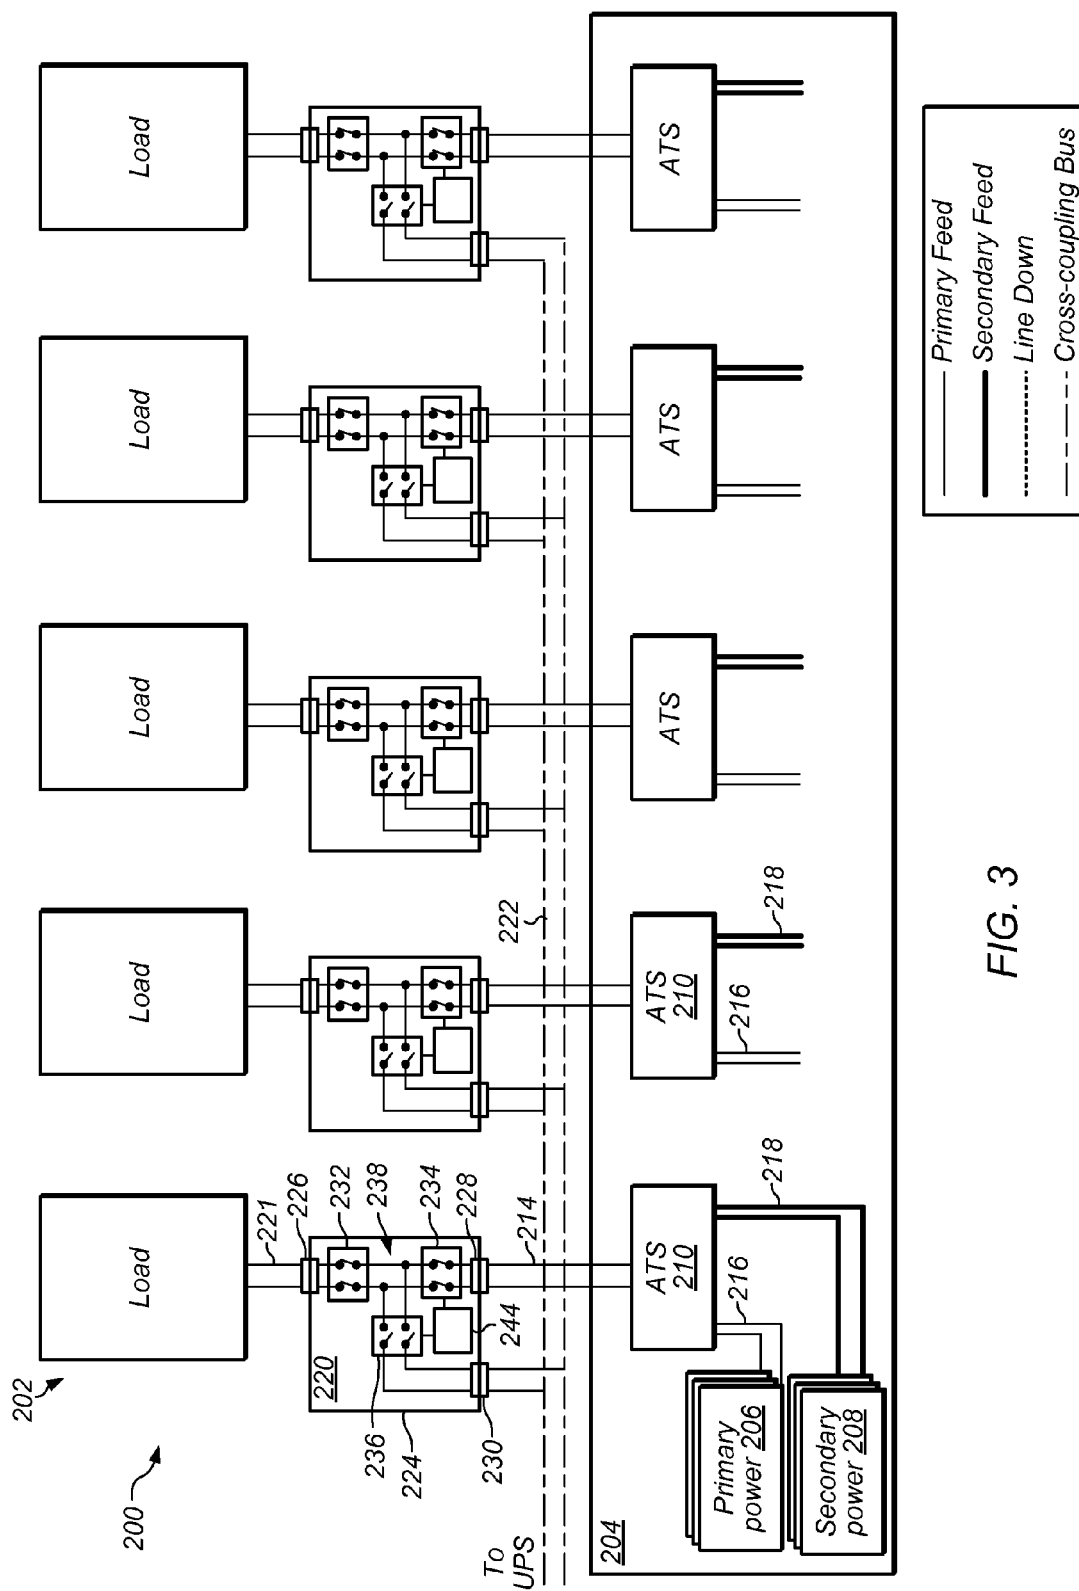 200
202
Load
Load
Load
Load
Load
221
226
232
238
234
228
214
220
236
224
230
244
222
To
UPS
204
ATS
210
ATS
210
ATS
ATS
ATS
216
218
216
218
Primary
power 206
Secondary
power 208
Primary Feed
Secondary Feed
Line Down
Cross-coupling Bus
FIG. 3